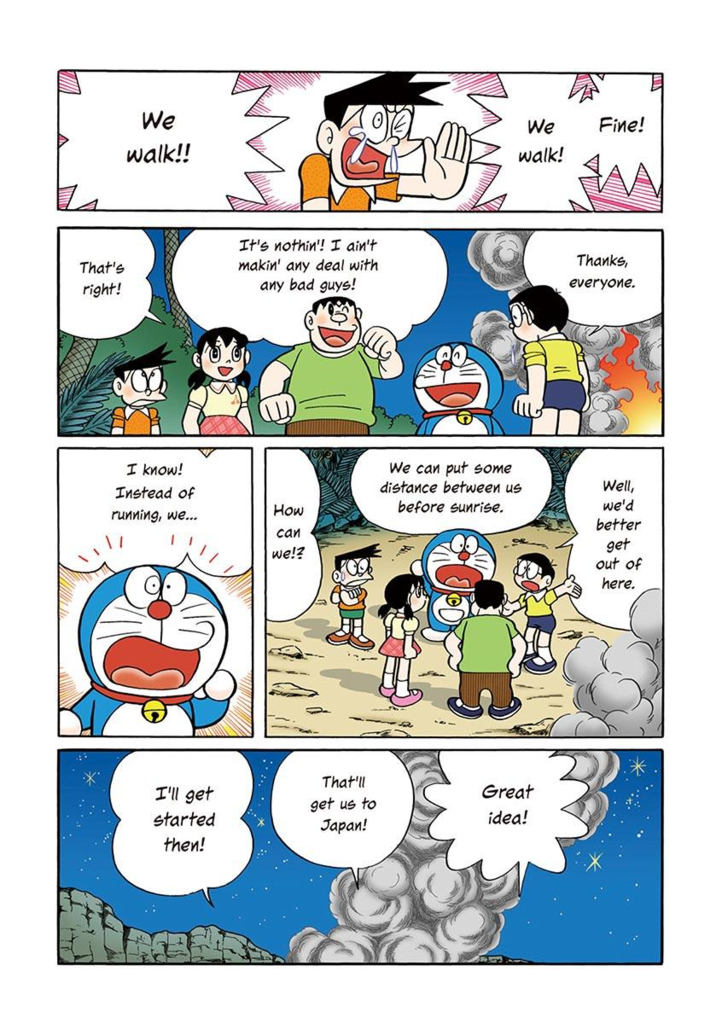 Fine!
We
walk!
We
walk!!
Thanks,
everyone.
It's nothin'! I ain't
makin' any deal with
any bad guys!
That's
right!
Well,
we'd
better
get
out of
here.
We can put some
distance between us
before sunrise.
How
can
we!?
I know!
Instead of
running, we...
Great
idea!
That'll
get us to
Japan!
I'll get
started
then!